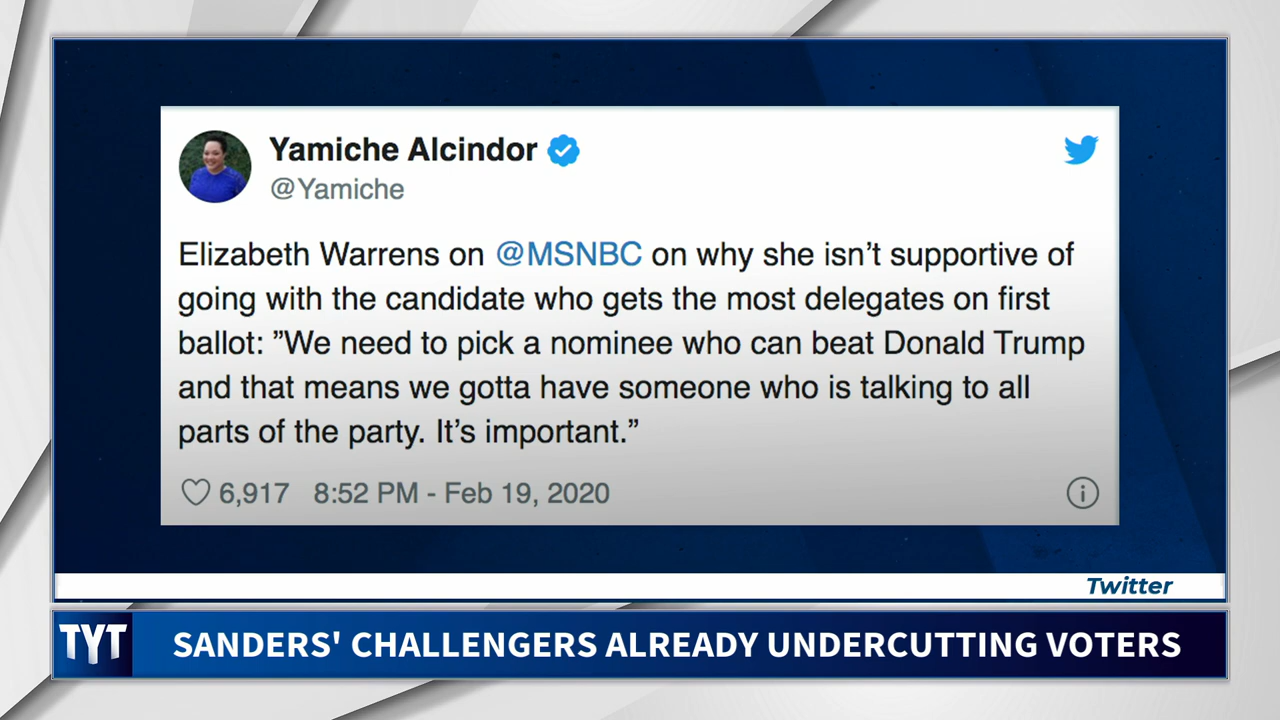 Yamiche Alcindor
@Yamiche
Elizabeth Warrens on @MSNBC on why she isn’t supportive of
going with the candidate who gets the most delegates on first
ballot: ”We need to pick a nominee who can beat Donald Trump
and that means we gotta have someone who is talking to all
parts of the party. It’s important.”
6,917 8:52 PM - Feb 19, 2020
Twitter
TYT SANDERS' CHALLENGERS ALREADY UNDERCUTTING VOTERS